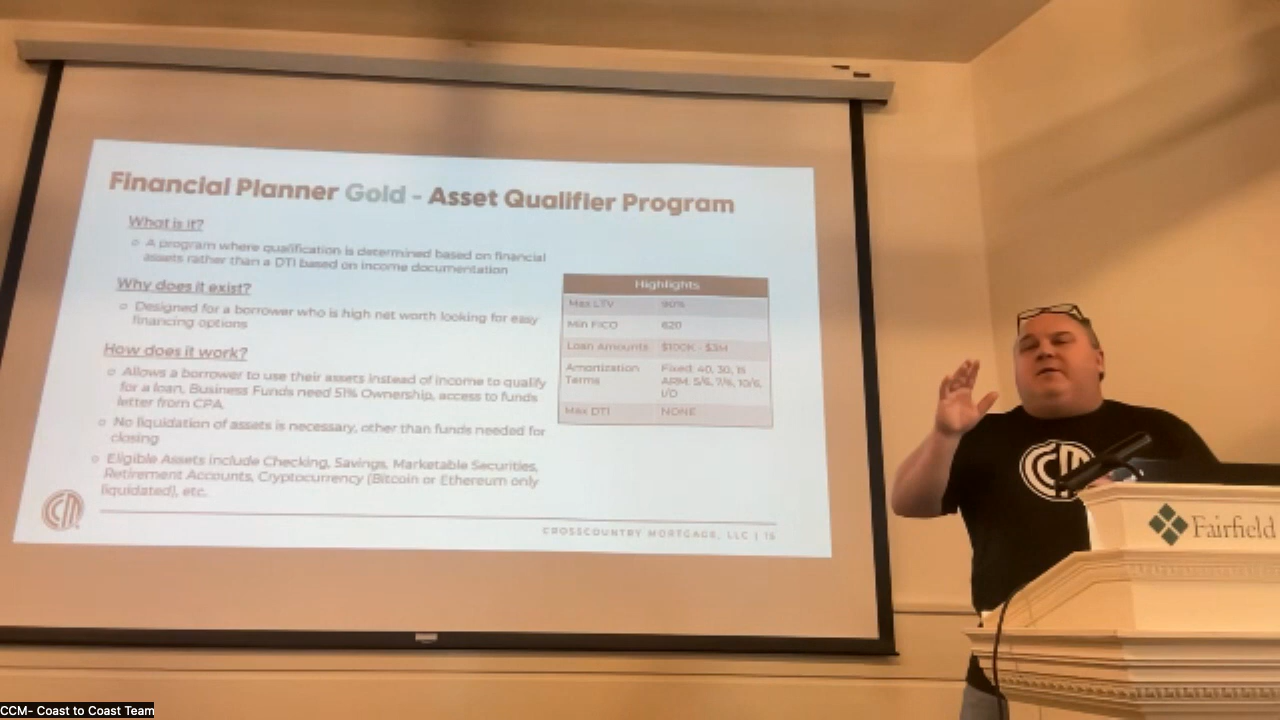 Financial Planner Gold - Asset Qualifier Program
What is it?
○ A program where qualification is determined based on financial
assets rather than a DTI based on income documentation
Why does it exist?
○ Designed for a borrower who is high net worth looking for easy
financing options
How does it work?
○ Allows a borrower to use their assets instead of income to qualify
for a loan, Business Funds need 51% Ownership, access to funds
letter from CPA.
○ No liquidation of assets is necessary, other than funds needed for
closing
○ Eligible Assets include Checking, Savings, Marketable Securities,
Retirement Accounts, Cryptocurrency (Bitcoin or Ethereum only
liquidated), etc.
Highlights
Max LTV 90%
Min FICO 620
Loan Amounts $100K - $3M
Amortization Fixed: 40, 30, 15
Terms ARM: 5/6, 7/6, 10/6,
I/O
Max DTI NONE
CROSSCOUNTRY MORTGAGE, LLC | 15
CCM
Fairfield
CCM- Coast to Coast Team